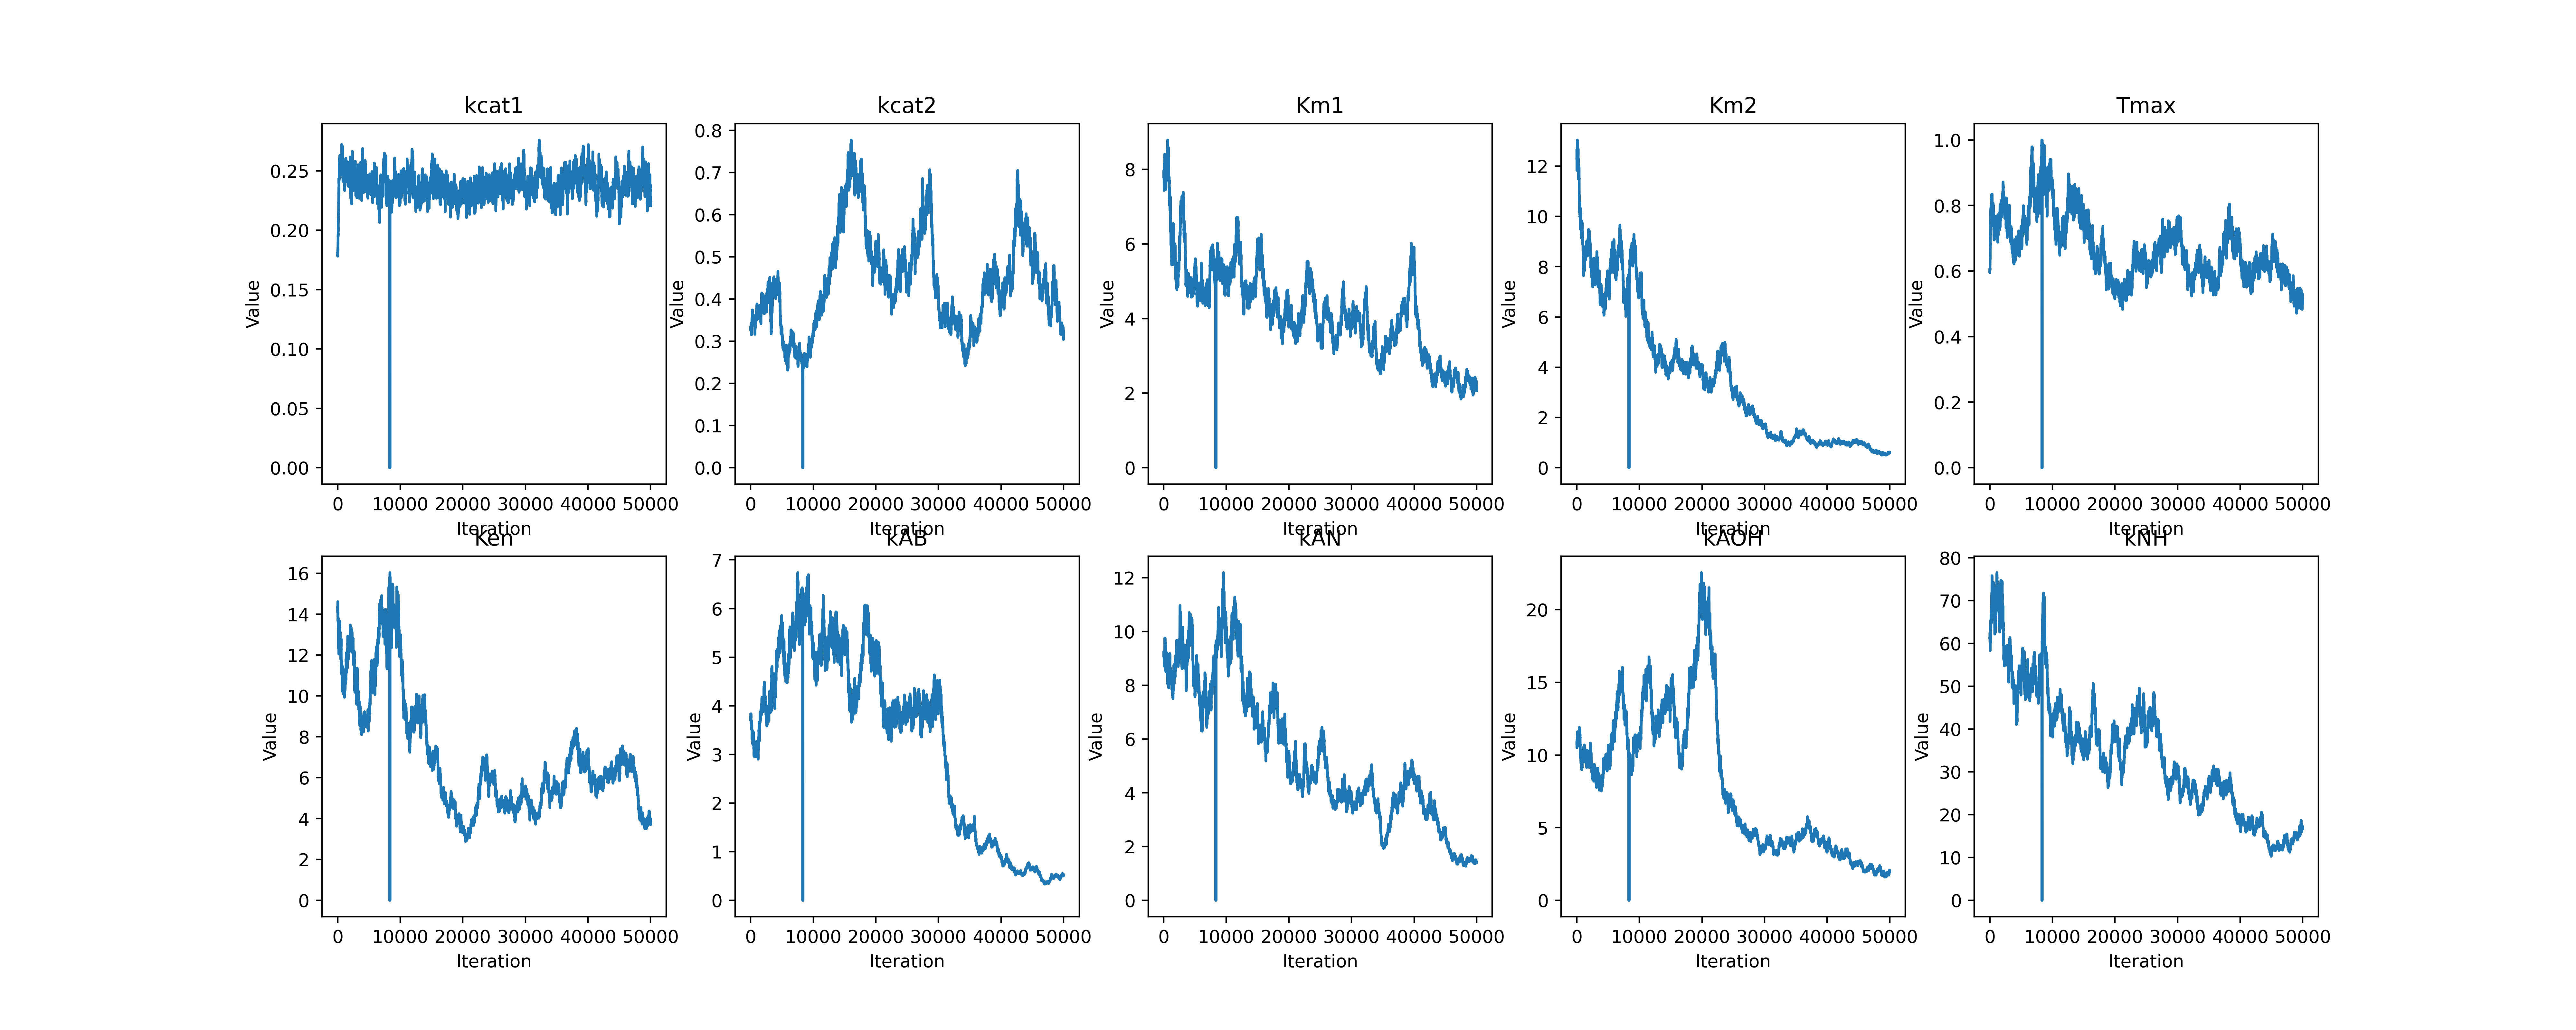 kcat1 kcat2 Km1 Km2 Tmax
Value Value Value Value Value
0.25 0.20 0.15 0.10 0.05 0.00
0.8 0.7 0.6 0.5 0.4 0.3 0.2 0.1 0.0
8 6 4 2 0
12 10 8 6 4 2 0
1.0 0.8 0.6 0.4 0.2 0.0
0 10000 20000 30000 40000 50000 0 10000 20000 30000 40000 50000 0 10000 20000 30000 40000 50000 0 10000 20000 30000 40000 50000 0 10000 20000 30000 40000 50000
Iteration Iteration Iteration Iteration Iteration
Ken kAB kAN kAOH kNH
Value Value Value Value Value
16 14 12 10 8 6 4 2 0
7 6 5 4 3 2 1 0
12 10 8 6 4 2 0
20 15 10 5 0
80 70 60 50 40 30 20 10 0
0 10000 20000 30000 40000 50000 0 10000 20000 30000 40000 50000 0 10000 20000 30000 40000 50000 0 10000 20000 30000 40000 50000 0 10000 20000 30000 40000 50000
Iteration Iteration Iteration Iteration Iteration